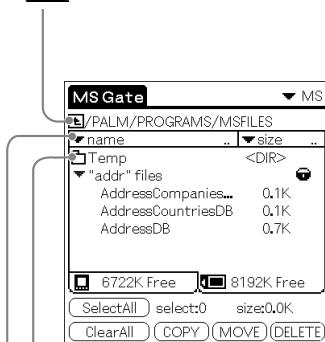 MS Gate MS
/PALM/PROGRAMS/MSFILES
name .. size ..
Temp <DIR>
"addr" files
AddressCompanies... 0.1K
AddressCountriesDB 0.1K
AddressDB 0.7K
6722K Free 8192K Free
SelectAll select:0 size:0.0K
ClearAll COPY MOVE DELETE